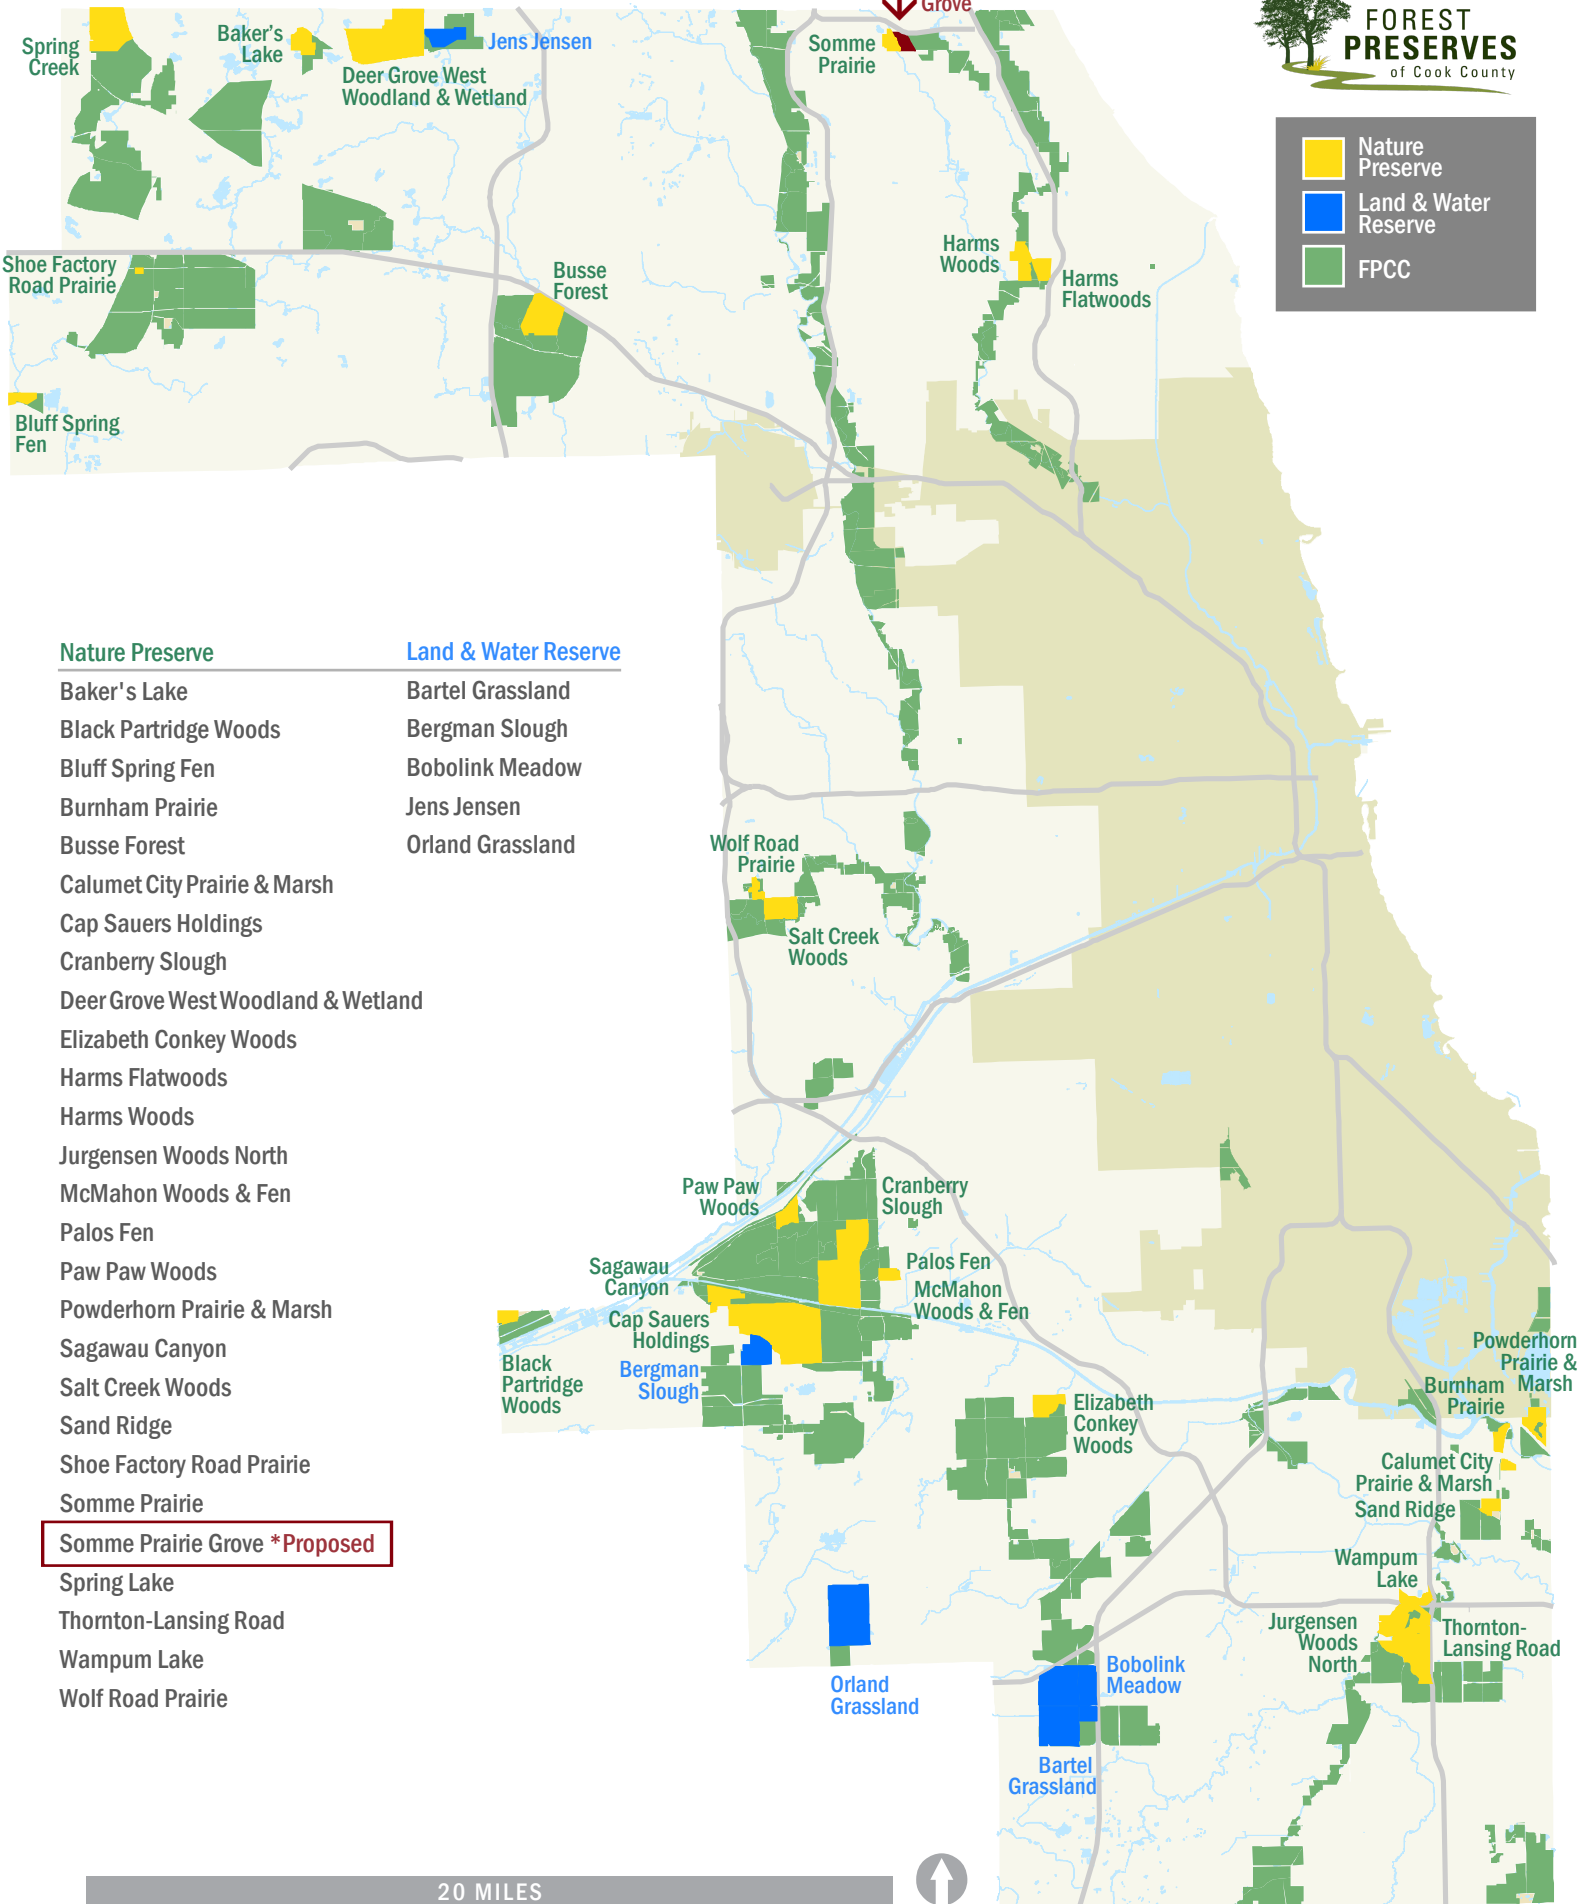 Grove
FOREST
PRESERVES
of Cook County
Nature
Preserve
Land & Water
Reserve
FPCC
Spring
Creek
Baker's
Lake
Deer Grove West
Woodland & Wetland
Jens Jensen
Somme
Prairie
Harms
Woods
Harms
Flatwoods
Shoe Factory
Road Prairie
Busse
Forest
Bluff Spring
Fen
Nature Preserve
Baker's Lake
Black Partridge Woods
Bluff Spring Fen
Burnham Prairie
Busse Forest
Calumet City Prairie & Marsh
Cap Sauers Holdings
Cranberry Slough
Deer Grove West Woodland & Wetland
Elizabeth Conkey Woods
Harms Flatwoods
Harms Woods
Jurgensen Woods North
McMahon Woods & Fen
Palos Fen
Paw Paw Woods
Powderhorn Prairie & Marsh
Sagawau Canyon
Salt Creek Woods
Sand Ridge
Shoe Factory Road Prairie
Somme Prairie
Somme Prairie Grove *Proposed
Spring Lake
Thornton-Lansing Road
Wampum Lake
Wolf Road Prairie
Land & Water Reserve
Bartel Grassland
Bergman Slough
Bobolink Meadow
Jens Jensen
Orland Grassland
Wolf Road
Prairie
Salt Creek
Woods
Paw Paw
Woods
Cranberry
Slough
Sagawau
Canyon
Palos Fen
McMahon
Woods & Fen
Cap Sauers
Holdings
Bergman
Slough
Black
Partridge
Woods
Elizabeth
Conkey
Woods
Powderhorn
Prairie &
Marsh
Burnham
Prairie
Calumet City
Prairie & Marsh
Sand Ridge
Wampum
Lake
Jurgensen
Woods
North
Thornton-
Lansing Road
Orland
Grassland
Bobolink
Meadow
Bartel
Grassland
20 MILES